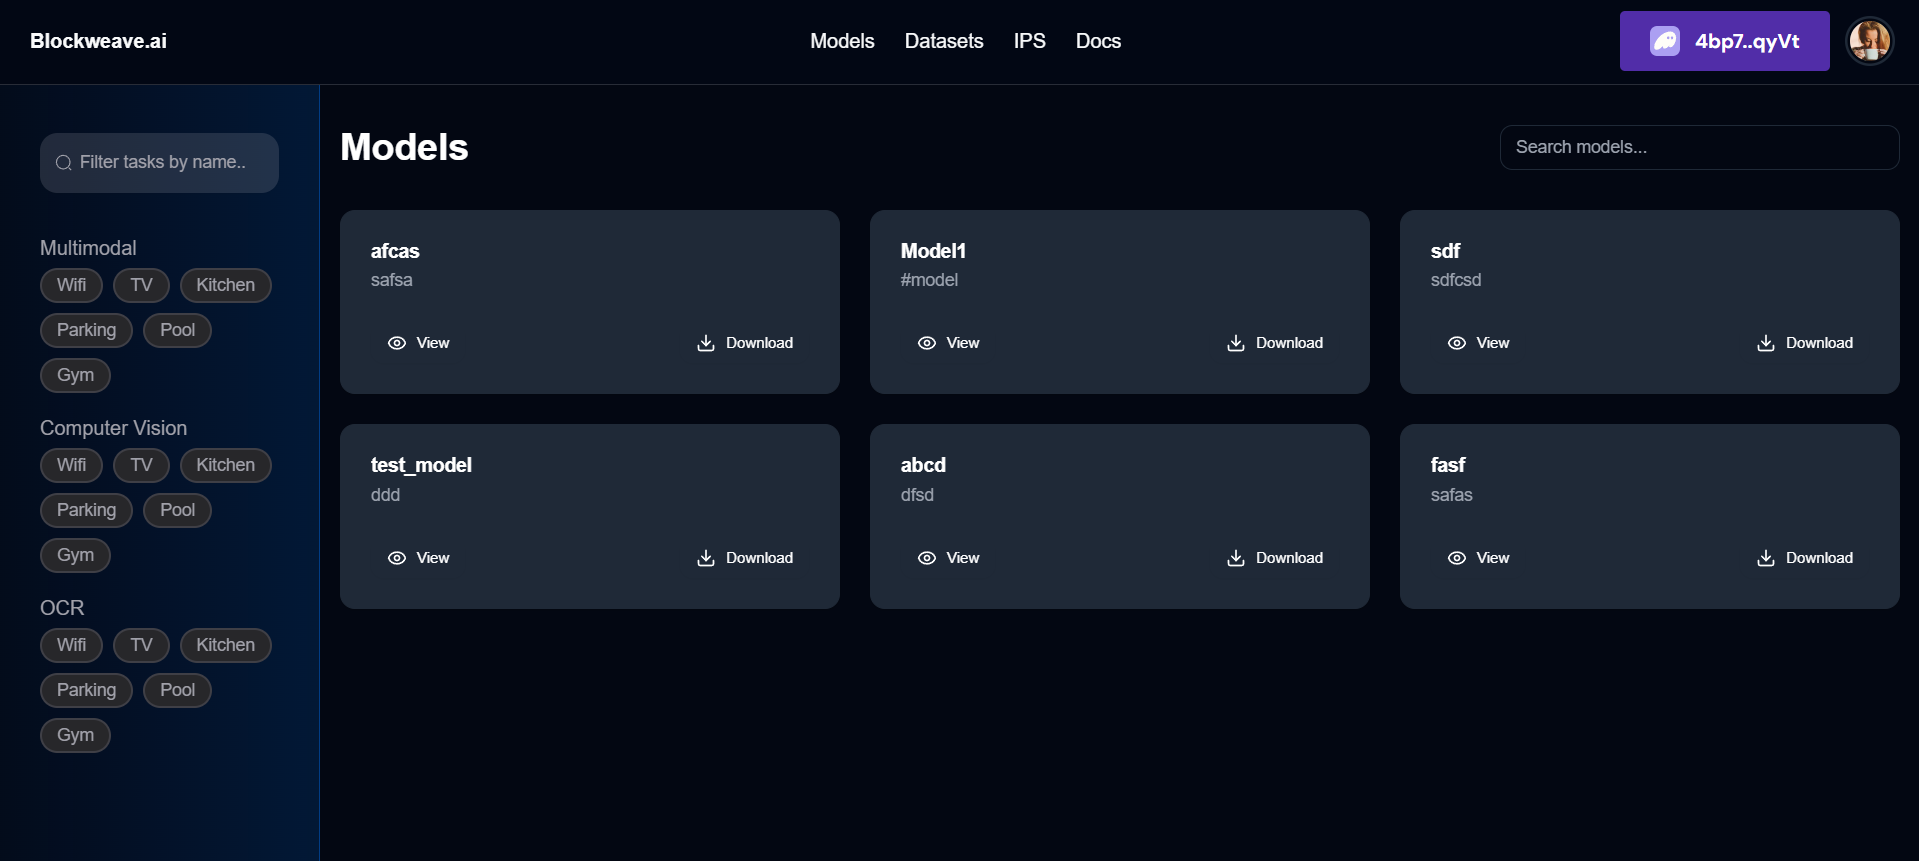 Blockweave.ai
Models Datasets IPS Docs
4bp7..qyVt
Filter tasks by name..
Multimodal
Wifi TV Kitchen
Parking Pool
Gym
Computer Vision
Wifi TV Kitchen
Parking Pool
Gym
OCR
Wifi TV Kitchen
Parking Pool
Gym
Models
Search models...
afcas
safsa
View Download
Model1
#model
View Download
sdf
sdfcsd
View Download
test_model
ddd
View Download
abcd
dfsd
View Download
fasf
safas
View Download